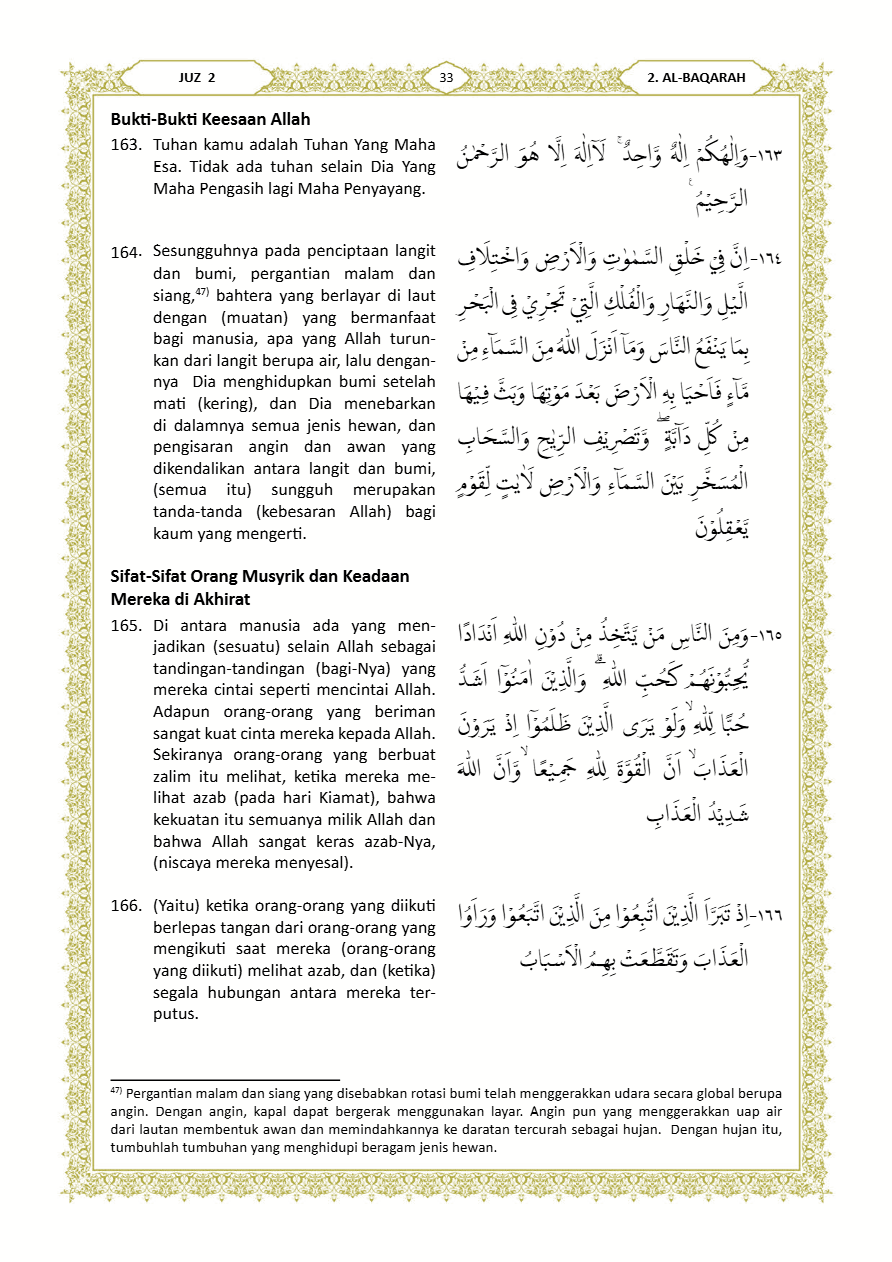 JUZ 2
33
2. AL-BAQARAH
Bukti-Bukti Keesaan Allah
163. Tuhan kamu adalah Tuhan Yang Maha
Esa. Tidak ada tuhan selain Dia Yang
Maha Pengasih lagi Maha Penyayang.
١٦٣-وَاِلٰهُكُمْ اِلٰهٌ وَّاحِدٌۚ لَآاِلٰهَ اِلَّا هُوَ الرَّحْمٰنُ
الرَّحِيْمُ ࣖ
164. Sesungguhnya pada penciptaan langit
dan bumi, pergantian malam dan
siang,47) bahtera yang berlayar di laut
dengan (muatan) yang bermanfaat
bagi manusia, apa yang Allah turun-
kan dari langit berupa air, lalu dengan-
nya Dia menghidupkan bumi setelah
mati (kering), dan Dia menebarkan
di dalamnya semua jenis hewan, dan
pengisaran angin dan awan yang
dikendalikan antara langit dan bumi,
(semua itu) sungguh merupakan
tanda-tanda (kebesaran Allah) bagi
kaum yang mengerti.
١٦٤-اِنَّ فِيْ خَلْقِ السَّمٰوٰتِ وَالْاَرْضِ وَاخْتِلَافِ
الَّيْلِ وَالنَّهَارِ وَالْفُلْكِ الَّتِيْ تَجْرِيْ فِى الْبَحْرِ
بِمَا يَنْفَعُ النَّاسَ وَمَآ اَنْزَلَ اللّٰهُ مِنَ السَّمَاۤءِ مِنْ
مَّاۤءٍ فَاَحْيَا بِهِ الْاَرْضَ بَعْدَ مَوْتِهَا وَبَثَّ فِيْهَا
مِنْ كُلِّ دَاۤبَّةٍۖ وَّتَصْرِيْفِ الرِّيٰحِ وَالسَّحَابِ
الْمُسَخَّرِ بَيْنَ السَّمَاۤءِ وَالْاَرْضِ لَاٰيٰتٍ لِّقَوْمٍ
يَّعْقِلُوْنَ
Sifat-Sifat Orang Musyrik dan Keadaan
Mereka di Akhirat
165. Di antara manusia ada yang men-
jadikan (sesuatu) selain Allah sebagai
tandingan-tandingan (bagi-Nya) yang
mereka cintai seperti mencintai Allah.
Adapun orang-orang yang beriman
sangat kuat cinta mereka kepada Allah.
Sekiranya orang-orang yang berbuat
zalim itu melihat, ketika mereka me-
lihat azab (pada hari Kiamat), bahwa
kekuatan itu semuanya milik Allah dan
bahwa Allah sangat keras azab-Nya,
(niscaya mereka menyesal).
١٦٥-وَمِنَ النَّاسِ مَنْ يَّتَّخِذُ مِنْ دُوْنِ اللّٰهِ اَنْدَادًا
يُّحِبُّوْنَهُمْ كَحُبِّ اللّٰهِۗ وَالَّذِيْنَ اٰمَنُوْٓا اَشَدُّ
حُبًّا لِّلّٰهِۙ وَلَوْ يَرَى الَّذِيْنَ ظَلَمُوْٓا اِذْ يَرَوْنَ
الْعَذَابَۙ اَنَّ الْقُوَّةَ لِلّٰهِ جَمِيْعًاۙ وَّاَنَّ اللّٰهَ
شَدِيْدُ الْعَذَابِ
166. (Yaitu) ketika orang-orang yang diikuti
berlepas tangan dari orang-orang yang
mengikuti saat mereka (orang-orang
yang diikuti) melihat azab, dan (ketika)
segala hubungan antara mereka ter-
putus.
١٦٦-اِذْ تَبَرَّاَ الَّذِيْنَ اتُّبِعُوْا مِنَ الَّذِيْنَ اتَّبَعُوْا وَرَاَوُا
الْعَذَابَ وَتَقَطَّعَتْ بِهِمُ الْاَسْبَابُ
47) Pergantian malam dan siang yang disebabkan rotasi bumi telah menggerakkan udara secara global berupa
angin. Dengan angin, kapal dapat bergerak menggunakan layar. Angin pun yang menggerakkan uap air
dari lautan membentuk awan dan memindahkannya ke daratan tercurah sebagai hujan. Dengan hujan itu,
tumbuhlah tumbuhan yang menghidupi beragam jenis hewan.